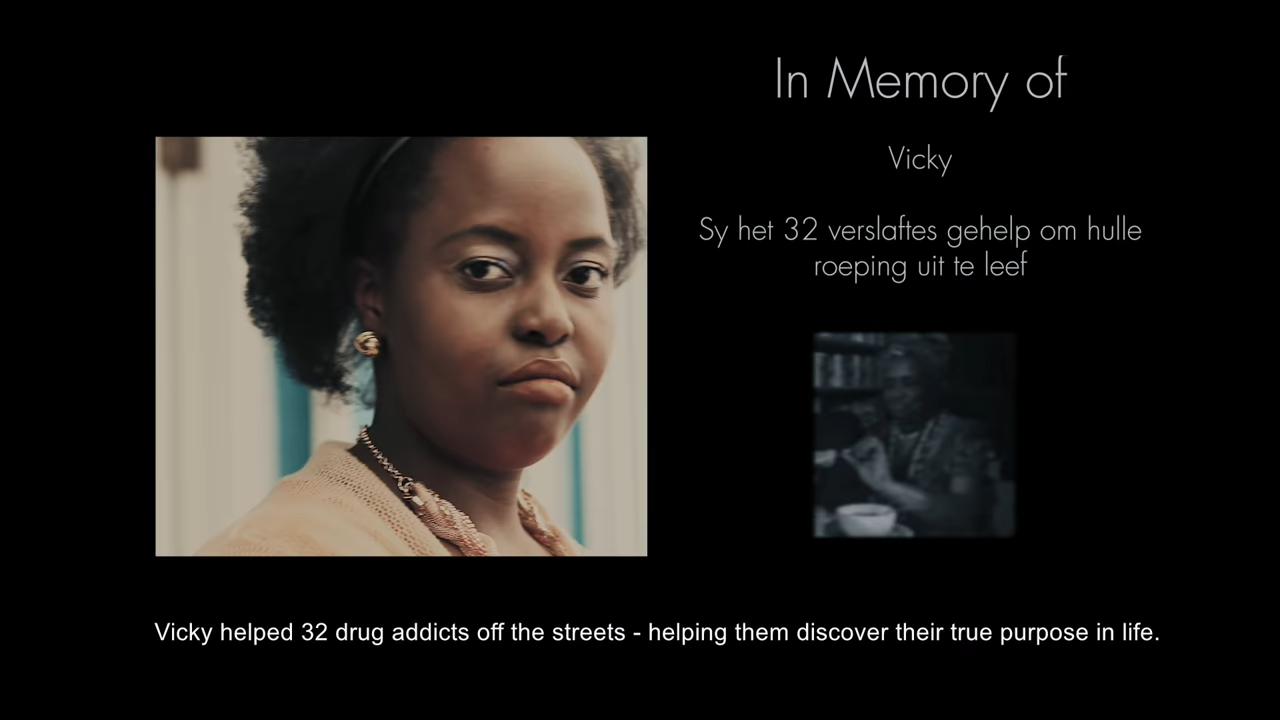 In Memory of
Vicky
Sy het 32 verslaftes gehelp om hulle
roeping uit te leef
Vicky helped 32 drug addicts off the streets - helping them discover their true purpose in life.